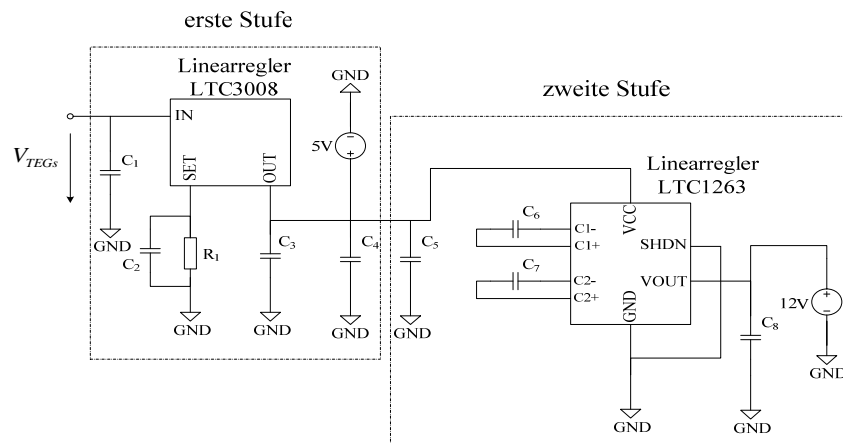 erste Stufe
Linearregler
LTC3008
IN
SET
OUT
V_TEGs
C1
GND
C2
R1
GND
C3
GND
GND
5V
-
+
C4
GND
C5
GND
zweite Stufe
Linearregler
LTC1263
VCC
C6
C1-
C1+
C7
C2-
C2+
SHDN
VOUT
GND
GND
C8
GND
12V
+
-
GND